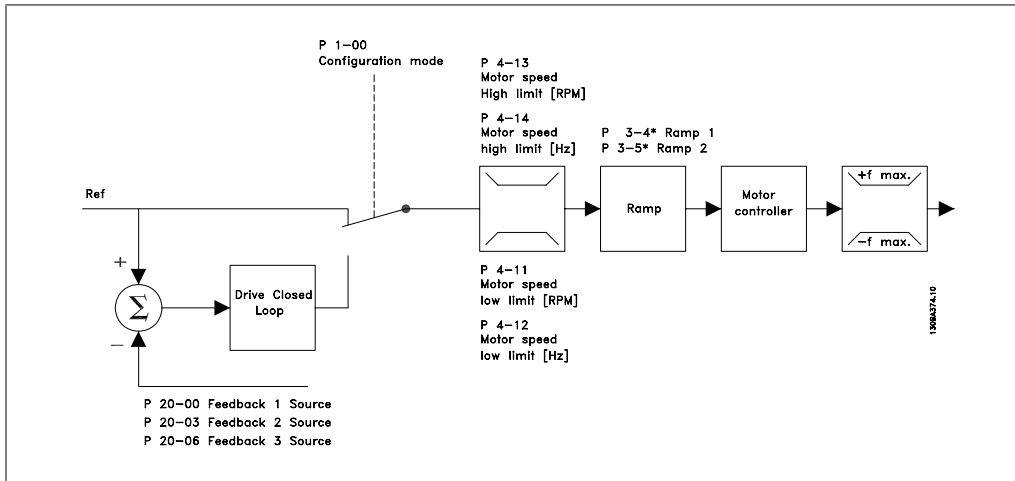 P 1-00
Configuration mode
P 4-13
Motor speed
High limit [RPM]
P 4-14
Motor speed
high limit [Hz]
P 3-4* Ramp 1
P 3-5* Ramp 2
Ref
Ramp
Motor
controller
+f max.
-f max.
+
Σ
-
Drive Closed
Loop
P 4-11
Motor speed
low limit [RPM]
P 4-12
Motor speed
low limit [Hz]
P 20-00 Feedback 1 Source
P 20-03 Feedback 2 Source
P 20-06 Feedback 3 Source
130BA374.10